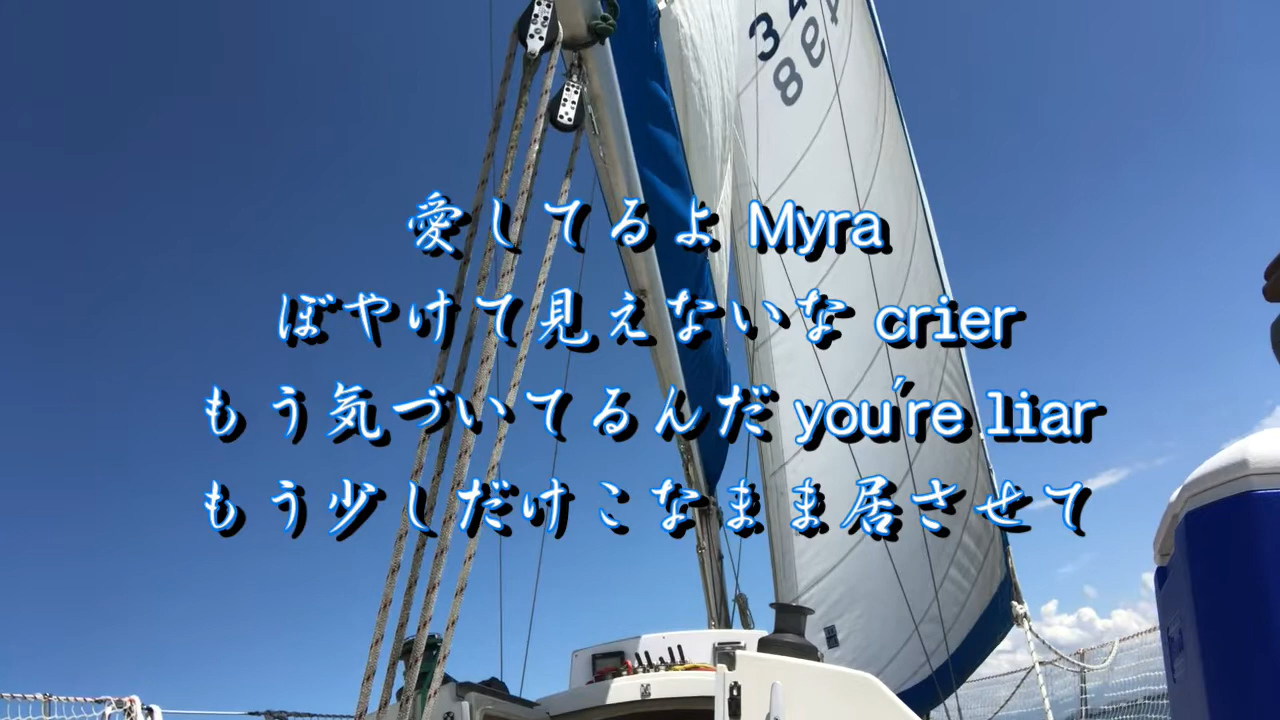 34
86
愛してるよ Myra
ぼやけて見えないな crier
もう気づいてるんだ you're liar
もう少しだけこなまま居させて